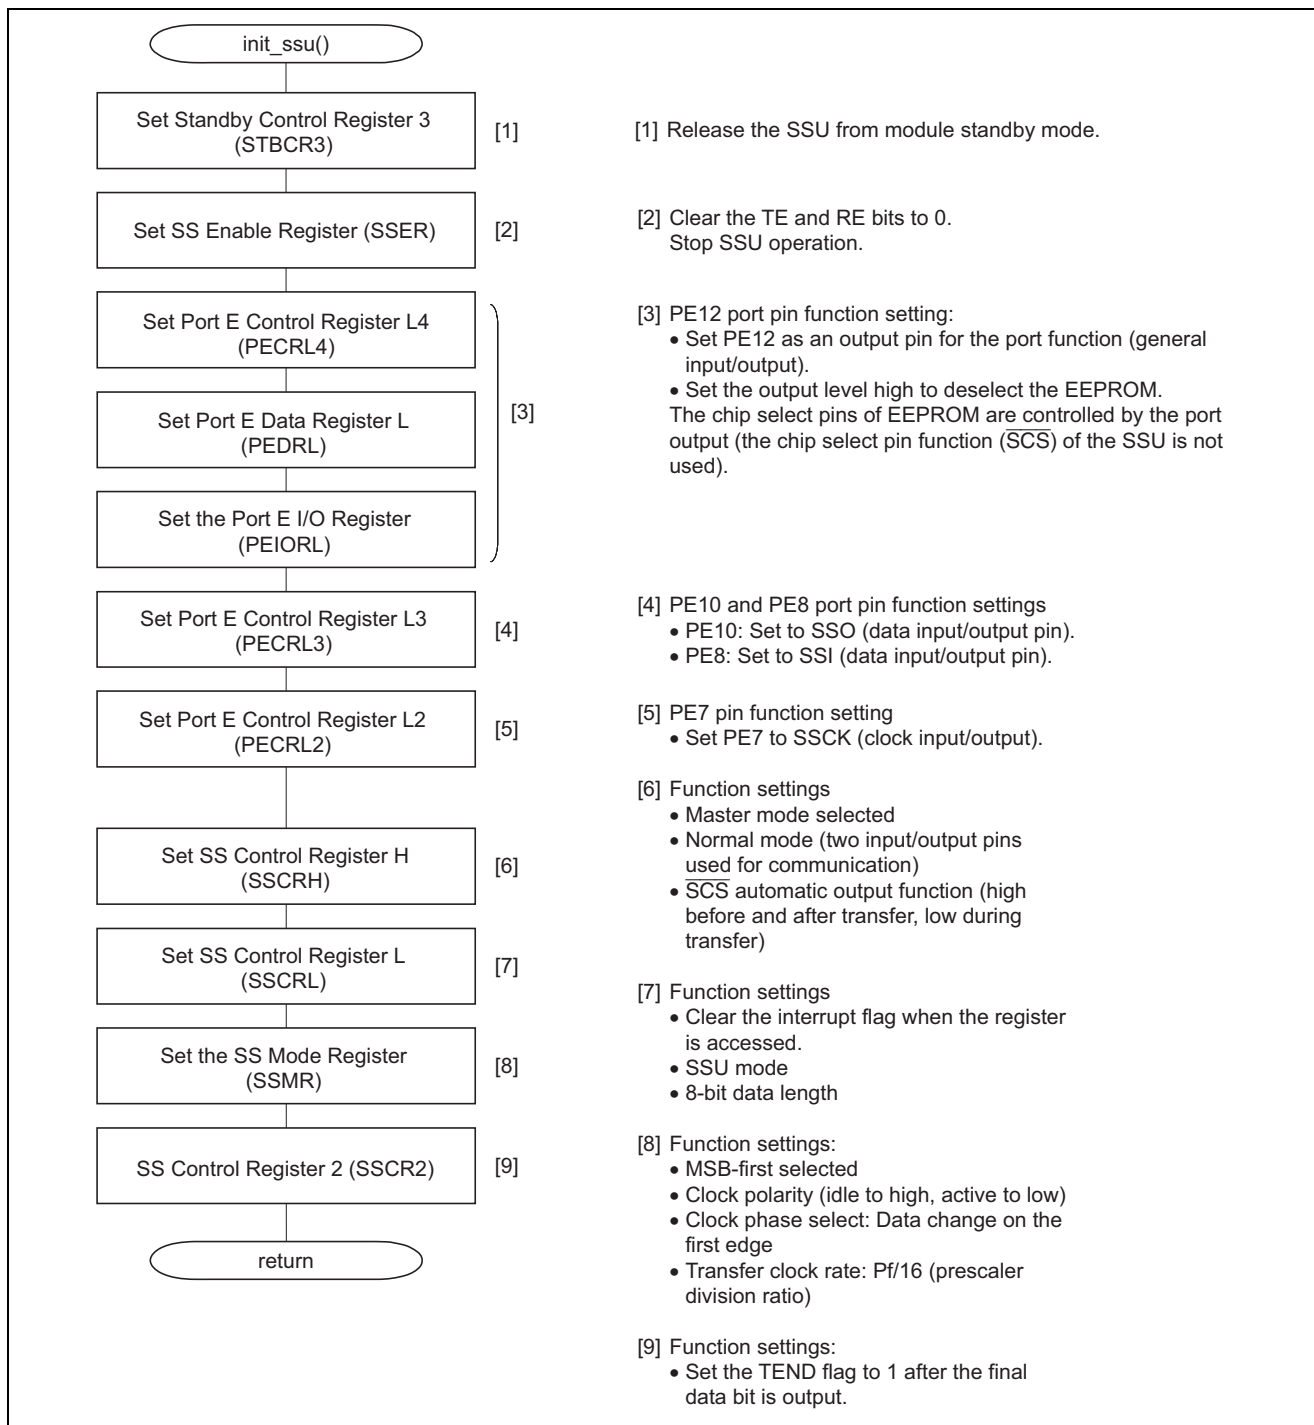 init_ssu()
Set Standby Control Register 3
(STBCR3)
[1]
[1] Release the SSU from module standby mode.
Set SS Enable Register (SSER)
[2]
[2] Clear the TE and RE bits to 0.
Stop SSU operation.
Set Port E Control Register L4
(PECRL4)
Set Port E Data Register L
(PEDRL)
Set the Port E I/O Register
(PEIORL)
[3]
[3] PE12 port pin function setting:
• Set PE12 as an output pin for the port function (general
input/output).
• Set the output level high to deselect the EEPROM.
The chip select pins of EEPROM are controlled by the port
output (the chip select pin function (S̅C̅S̅) of the SSU is not
used).
Set Port E Control Register L3
(PECRL3)
[4]
[4] PE10 and PE8 port pin function settings
• PE10: Set to SSO (data input/output pin).
• PE8: Set to SSI (data input/output pin).
Set Port E Control Register L2
(PECRL2)
[5]
[5] PE7 pin function setting
• Set PE7 to SSCK (clock input/output).
Set SS Control Register H
(SSCRH)
[6]
[6] Function settings
• Master mode selected
• Normal mode (two input/output pins
used for communication)
• S̅C̅S̅ automatic output function (high
before and after transfer, low during
transfer)
Set SS Control Register L
(SSCRL)
[7]
[7] Function settings
• Clear the interrupt flag when the register
is accessed.
• SSU mode
• 8-bit data length
Set the SS Mode Register
(SSMR)
[8]
[8] Function settings:
• MSB-first selected
• Clock polarity (idle to high, active to low)
• Clock phase select: Data change on the
first edge
• Transfer clock rate: Pf/16 (prescaler
division ratio)
SS Control Register 2 (SSCR2)
[9]
[9] Function settings:
• Set the TEND flag to 1 after the final
data bit is output.
return